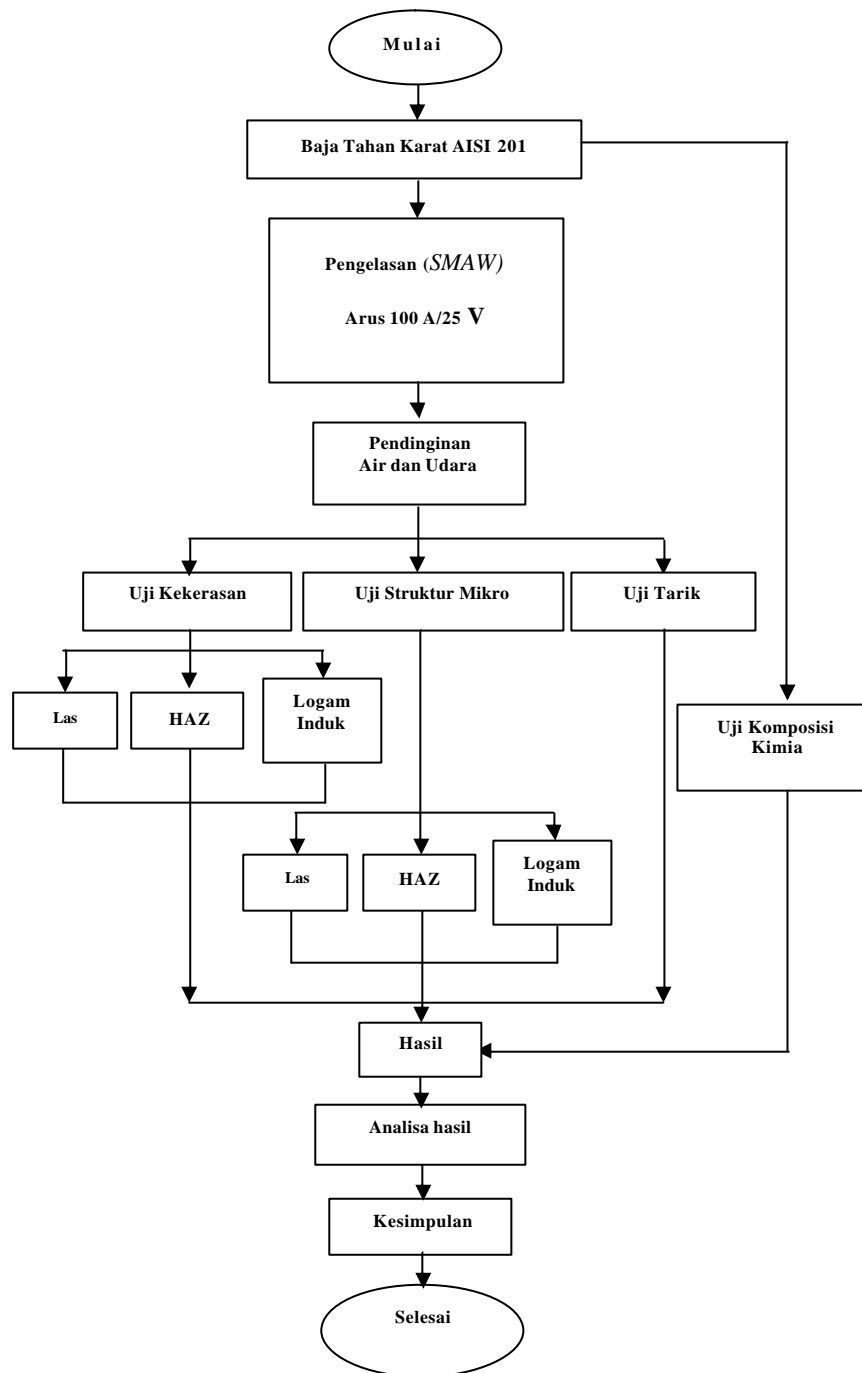 Mulai
Baja Tahan Karat AISI 201
Pengelasan (SMAW)
Arus 100 A/25 V
Pendinginan
Air dan Udara
Uji Kekerasan
Uji Struktur Mikro
Uji Tarik
Las
HAZ
Logam
Induk
Uji Komposisi
Kimia
Las
HAZ
Logam
Induk
Hasil
Analisa hasil
Kesimpulan
Selesai